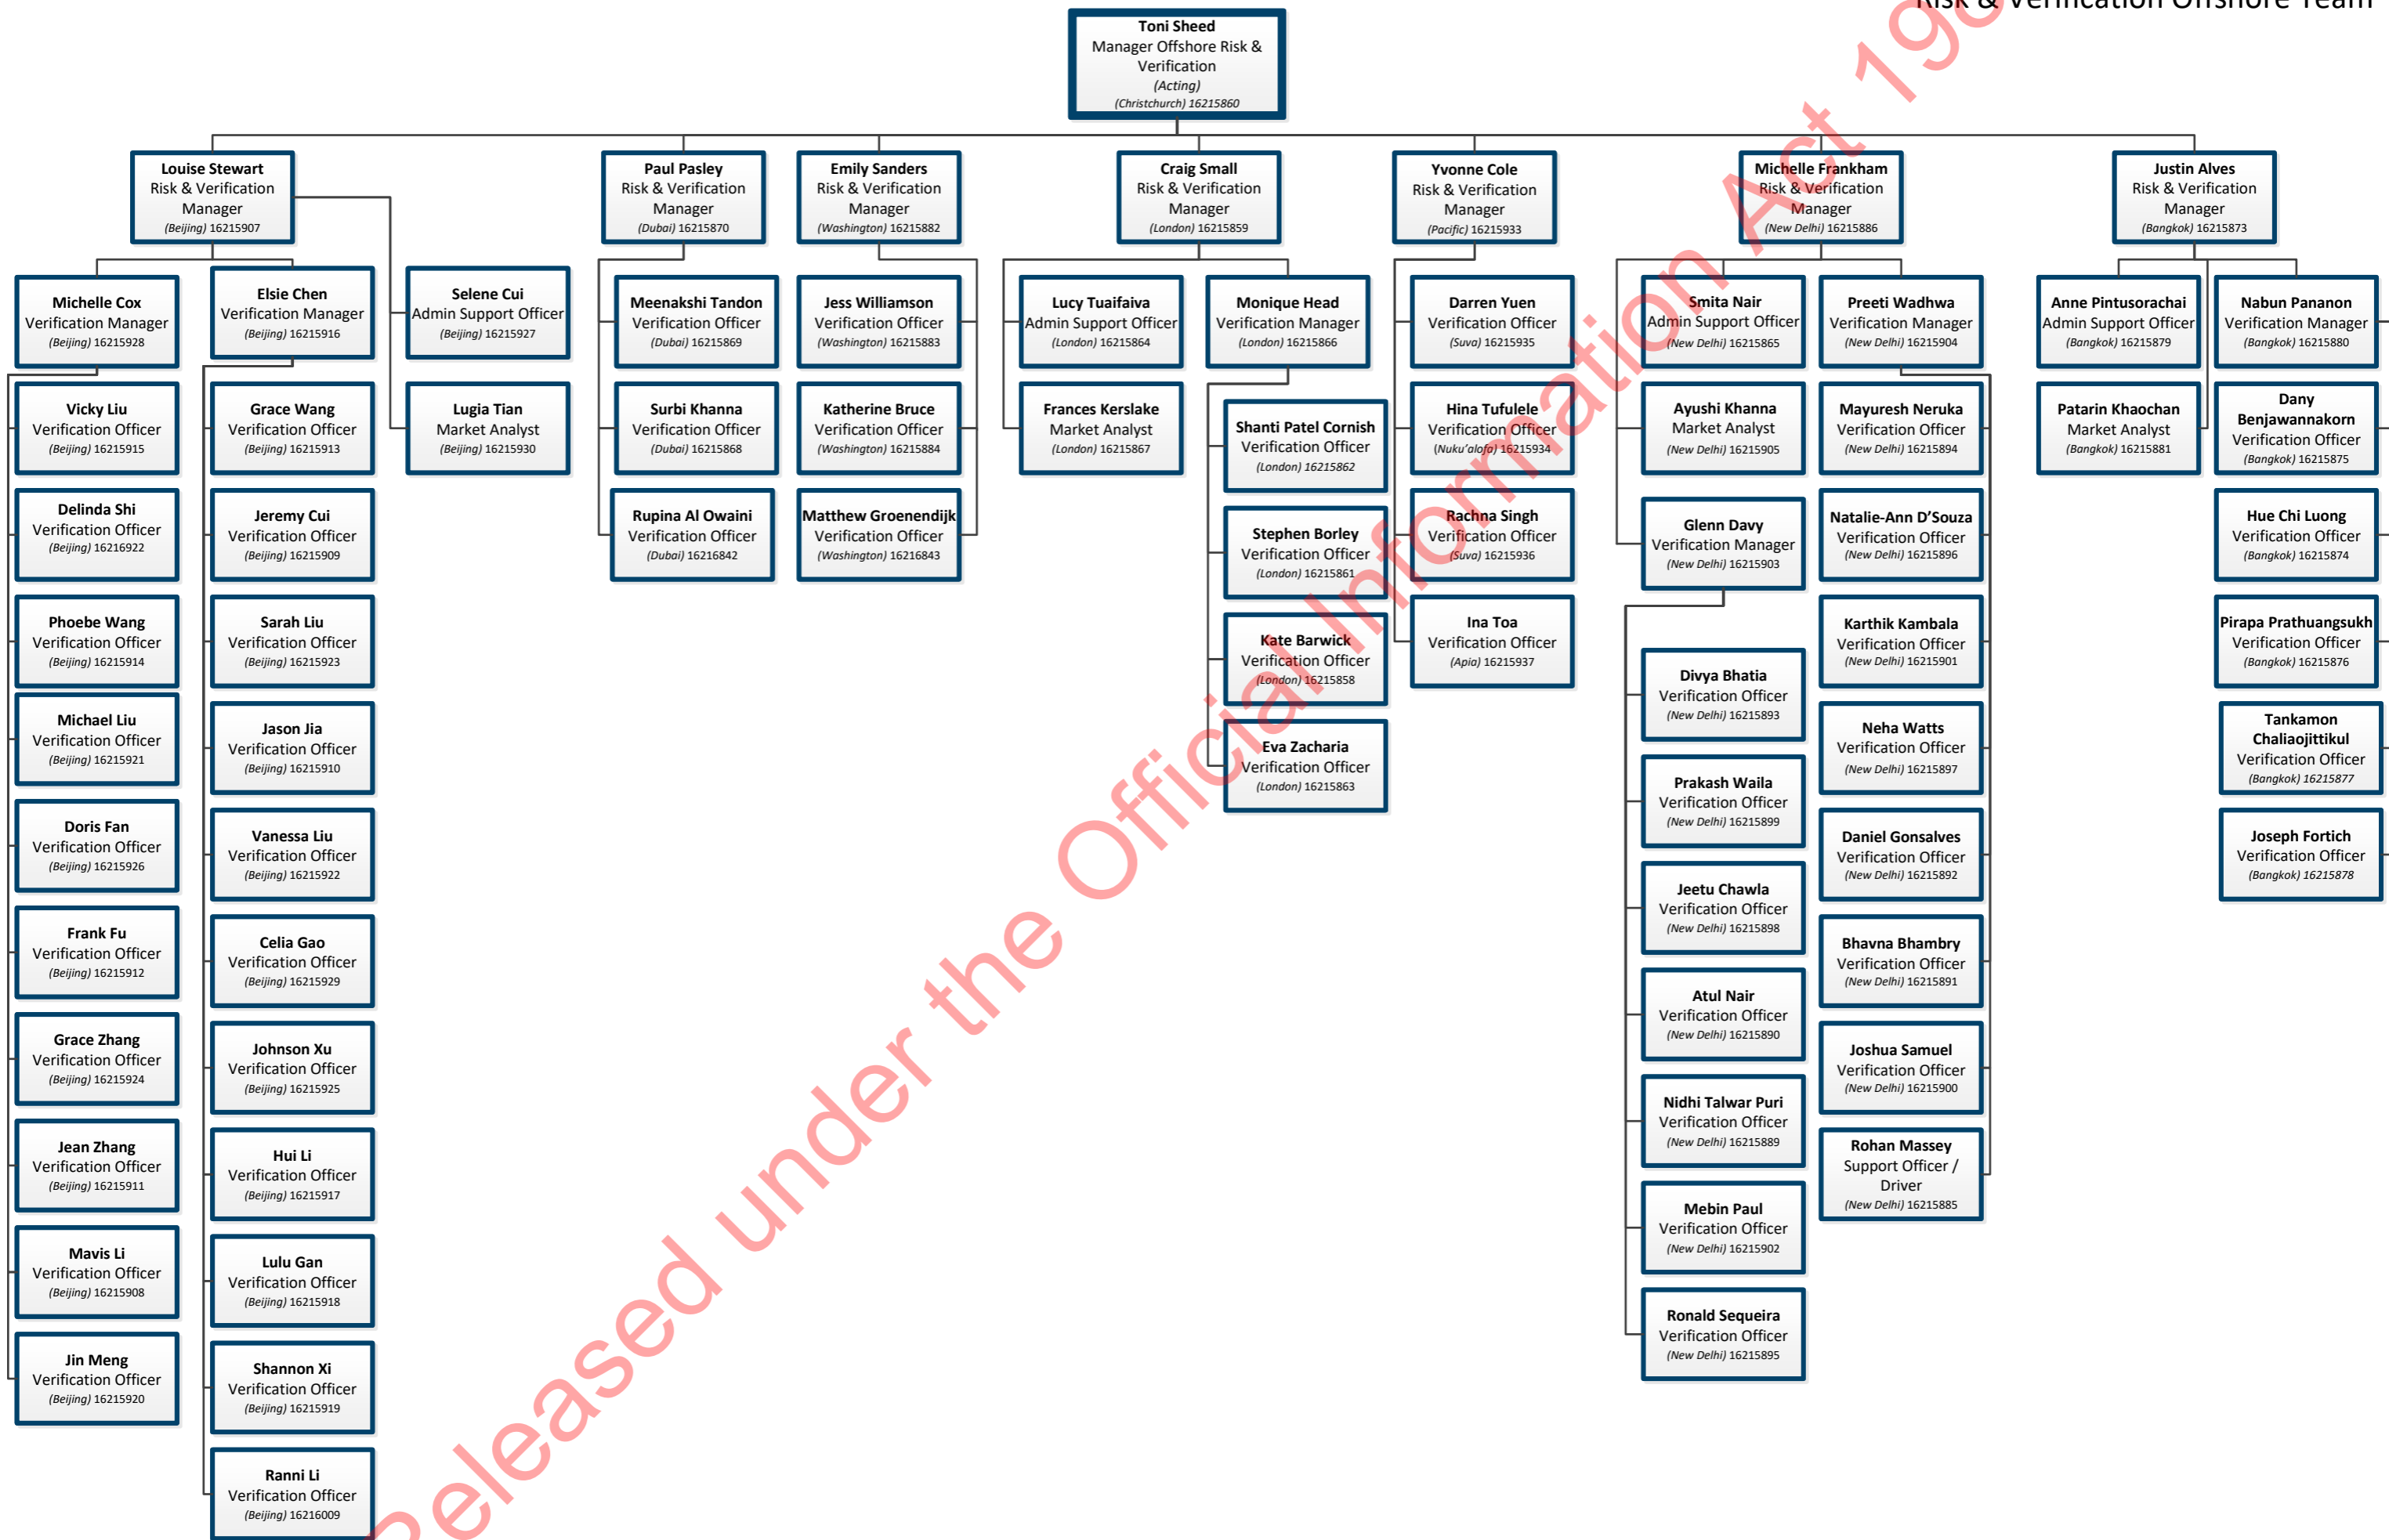 Risk & Verification Offshore Team
Toni Sheed
Manager Offshore Risk &
Verification
(Acting)
(Christchurch) 16215860
Louise Stewart
Risk & Verification
Manager
(Beijing) 16215907
Paul Pasley
Risk & Verification
Manager
(Dubai) 16215870
Emily Sanders
Risk & Verification
Manager
(Washington) 16215882
Craig Small
Risk & Verification
Manager
(London) 16215859
Yvonne Cole
Risk & Verification
Manager
(Pacific) 16215933
Michelle Frankham
Risk & Verification
Manager
(New Delhi) 16215886
Justin Alves
Risk & Verification
Manager
(Bangkok) 16215873
Michelle Cox
Verification Manager
(Beijing) 16215928
Vicky Liu
Verification Officer
(Beijing) 16215915
Delinda Shi
Verification Officer
(Beijing) 16216922
Phoebe Wang
Verification Officer
(Beijing) 16215914
Michael Liu
Verification Officer
(Beijing) 16215921
Doris Fan
Verification Officer
(Beijing) 16215926
Frank Fu
Verification Officer
(Beijing) 16215912
Grace Zhang
Verification Officer
(Beijing) 16215924
Jean Zhang
Verification Officer
(Beijing) 16215911
Mavis Li
Verification Officer
(Beijing) 16215908
Jin Meng
Verification Officer
(Beijing) 16215920
Elsie Chen
Verification Manager
(Beijing) 16215916
Grace Wang
Verification Officer
(Beijing) 16215913
Jeremy Cui
Verification Officer
(Beijing) 16215909
Sarah Liu
Verification Officer
(Beijing) 16215923
Jason Jia
Verification Officer
(Beijing) 16215910
Vanessa Liu
Verification Officer
(Beijing) 16215922
Celia Gao
Verification Officer
(Beijing) 16215929
Johnson Xu
Verification Officer
(Beijing) 16215925
Hui Li
Verification Officer
(Beijing) 16215917
Lulu Gan
Verification Officer
(Beijing) 16215918
Shannon Xi
Verification Officer
(Beijing) 16215919
Ranni Li
Verification Officer
(Beijing) 16216009
Selene Cui
Admin Support Officer
(Beijing) 16215927
Lugia Tian
Market Analyst
(Beijing) 16215930
Meenakshi Tandon
Verification Officer
(Dubai) 16215869
Surbi Khanna
Verification Officer
(Dubai) 16215868
Rupina Al Owaini
Verification Officer
(Dubai) 16216842
Jess Williamson
Verification Officer
(Washington) 16215883
Katherine Bruce
Verification Officer
(Washington) 16215884
Matthew Groenendijk
Verification Officer
(Washington) 16216843
Lucy Tuaifaiva
Admin Support Officer
(London) 16215864
Frances Kerslake
Market Analyst
(London) 16215867
Monique Head
Verification Manager
(London) 16215866
Shanti Patel Cornish
Verification Officer
(London) 16215862
Stephen Borley
Verification Officer
(London) 16215861
Kate Barwick
Verification Officer
(London) 16215858
Eva Zacharia
Verification Officer
(London) 16215863
Darren Yuen
Verification Officer
(Suva) 16215935
Hina Tufulele
Verification Officer
(Nuku'alofa) 16215934
Rachna Singh
Verification Officer
(Suva) 16215936
Ina Toa
Verification Officer
(Apia) 16215937
Smita Nair
Admin Support Officer
(New Delhi) 16215865
Ayushi Khanna
Market Analyst
(New Delhi) 16215905
Glenn Davy
Verification Manager
(New Delhi) 16215903
Divya Bhatia
Verification Officer
(New Delhi) 16215893
Prakash Waila
Verification Officer
(New Delhi) 16215899
Jeetu Chawla
Verification Officer
(New Delhi) 16215898
Atul Nair
Verification Officer
(New Delhi) 16215890
Nidhi Talwar Puri
Verification Officer
(New Delhi) 16215889
Mebin Paul
Verification Officer
(New Delhi) 16215902
Ronald Sequeira
Verification Officer
(New Delhi) 16215895
Preeti Wadhwa
Verification Manager
(New Delhi) 16215904
Mayuresh Neruka
Verification Officer
(New Delhi) 16215894
Natalie-Ann D'Souza
Verification Officer
(New Delhi) 16215896
Karthik Kambala
Verification Officer
(New Delhi) 16215901
Neha Watts
Verification Officer
(New Delhi) 16215897
Daniel Gonsalves
Verification Officer
(New Delhi) 16215892
Bhavna Bhambry
Verification Officer
(New Delhi) 16215891
Joshua Samuel
Verification Officer
(New Delhi) 16215900
Rohan Massey
Support Officer /
Driver
(New Delhi) 16215885
Anne Pintusorachai
Admin Support Officer
(Bangkok) 16215879
Patarin Khaochan
Market Analyst
(Bangkok) 16215881
Nabun Pananon
Verification Manager
(Bangkok) 16215880
Dany
Benjawannakorn
Verification Officer
(Bangkok) 16215875
Hue Chi Luong
Verification Officer
(Bangkok) 16215874
Pirapa Prathuangsukh
Verification Officer
(Bangkok) 16215876
Tankamon
Chaliaojittikul
Verification Officer
(Bangkok) 16215877
Joseph Fortich
Verification Officer
(Bangkok) 16215878
Released under the Official Information Act